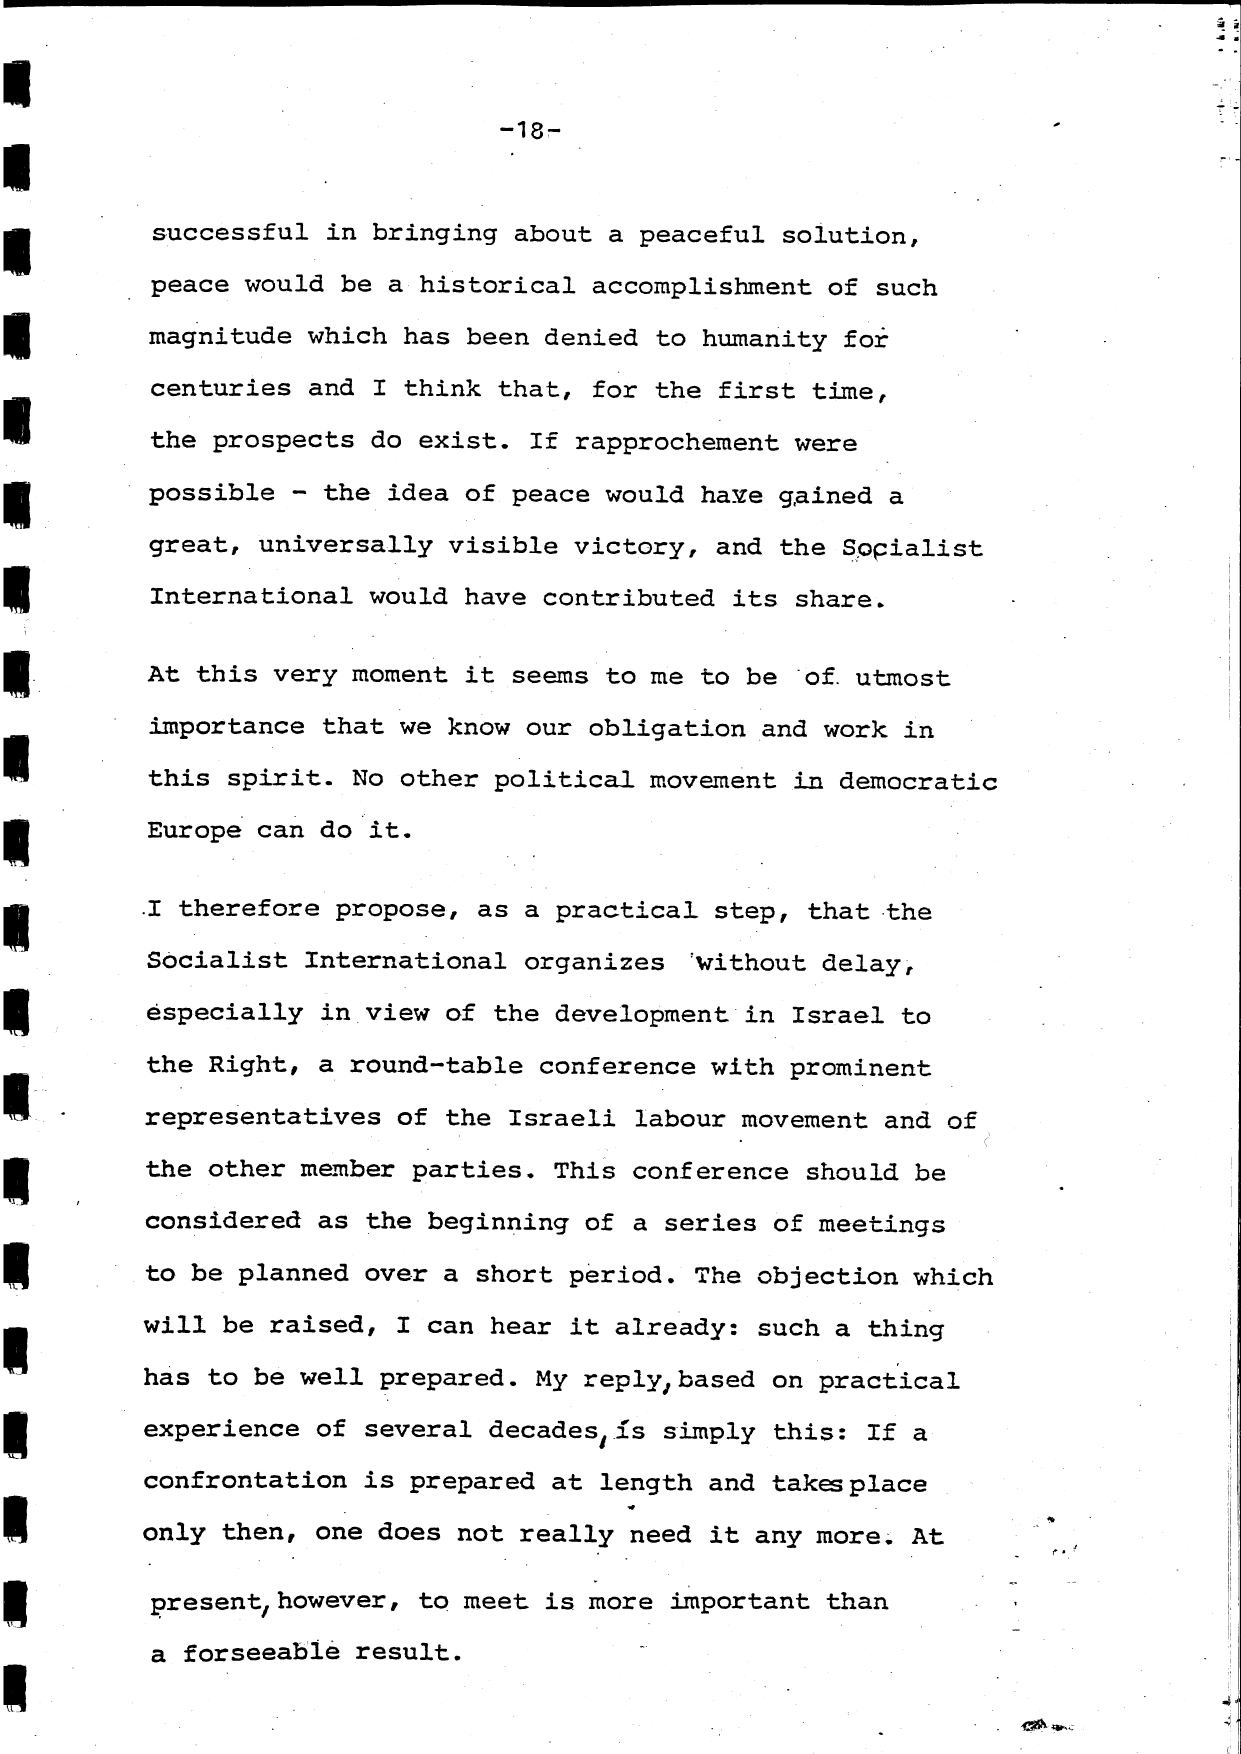 -18-
successful in bringing about a peaceful solution,
peace would be a historical accomplishment of such
magnitude which has been denied to humanity for
centuries and I think that, for the first time,
the prospects do exist. If rapprochement were
possible - the idea of peace would have gained a
great, universally visible victory, and the Socialist
International would have contributed its share.
At this very moment it seems to me to be of utmost
importance that we know our obligation and work in
this spirit. No other political movement in democratic
Europe can do it.
I therefore propose, as a practical step, that the
Socialist International organizes without delay,
especially in view of the development in Israel to
the Right, a round-table conference with prominent
representatives of the Israeli labour movement and of
the other member parties. This conference should be
considered as the beginning of a series of meetings
to be planned over a short period. The objection which
will be raised, I can hear it already: such a thing
has to be well prepared. My reply, based on practical
experience of several decades, is simply this: If a
confrontation is prepared at length and takes place
only then, one does not really need it any more. At
present, however, to meet is more important than
a forseeable result.